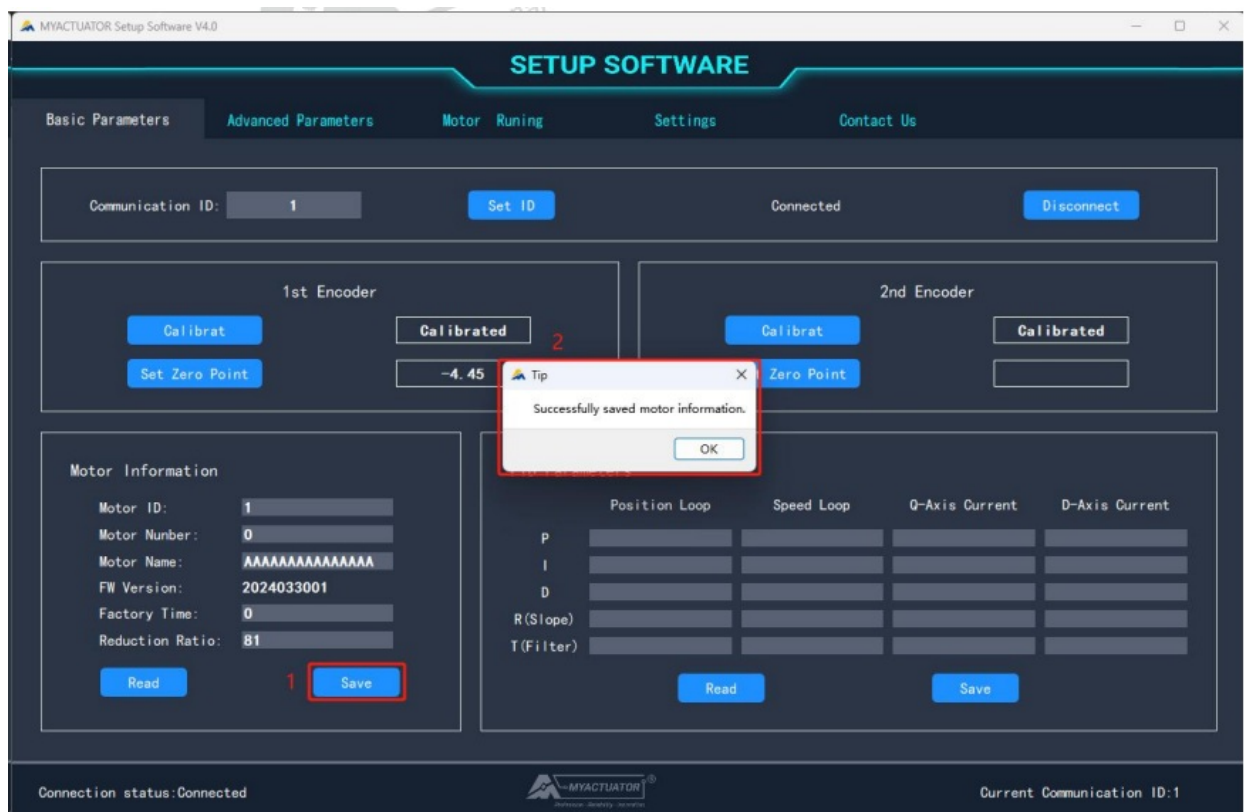 MYACTUATOR Setup Software V4.0
SETUP SOFTWARE
Basic Parameters Advanced Parameters Motor Runing Settings Contact Us
Communication ID: 1 Set ID Connected Disconnect
1st Encoder
Calibrat Calibrated
Set Zero Point -4.45
2nd Encoder
Calibrat Calibrated
Zero Point
2
Tip
Successfully saved motor information.
OK
Motor Information
Motor ID: 1
Motor Nunber: 0
Motor Name: AAAAAAAAAAAAAAA
FW Version: 2024033001
Factory Time: 0
Reduction Ratio: 81
Read 1 Save
Position Loop Speed Loop Q-Axis Current D-Axis Current
P
I
D
R(Slope)
T(Filter)
Read Save
Connection status:Connected
MYACTUATOR®
Current Communication ID:1